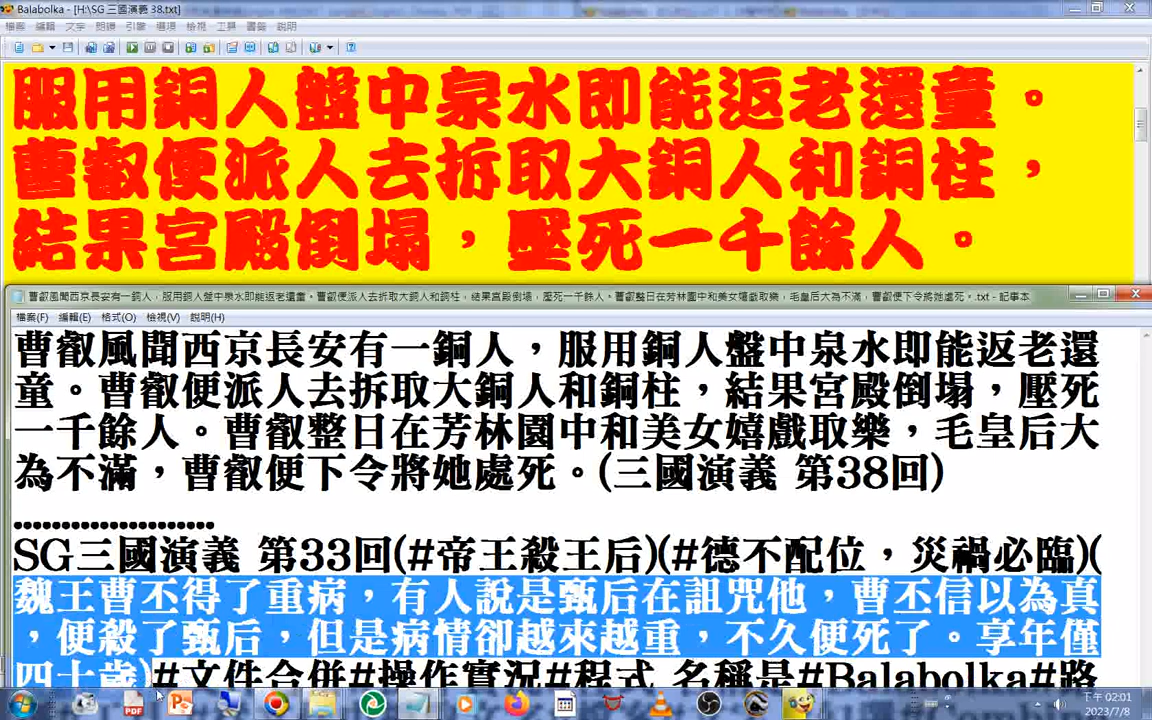 Balabolka - [H:\SG 三國演義 38.txt]
檔案 編輯 文字 朗讀 引擎 選項 檢視 工具 書籤 說明
服用銅人盤中泉水即能返老還童。
曹叡便派人去拆取大銅人和銅柱，
結果宮殿倒塌，壓死一千餘人。
曹叡風聞西京長安有一銅人，服用銅人盤中泉水即能返老還童。曹叡便派人去拆取大銅人和銅柱，結果宮殿倒塌，壓死一千餘人。曹叡整日在芳林園中和美女嬉戲取樂，毛皇后大為不滿，曹叡便下令將她處死。.txt - 記事本
檔案(F) 編輯(E) 格式(O) 檢視(V) 說明(H)
曹叡風聞西京長安有一銅人，服用銅人盤中泉水即能返老還
童。曹叡便派人去拆取大銅人和銅柱，結果宮殿倒塌，壓死
一千餘人。曹叡整日在芳林園中和美女嬉戲取樂，毛皇后大
為不滿，曹叡便下令將她處死。(三國演義 第38回)
.....................
SG三國演義 第33回(#帝王殺王后)(#德不配位，災禍必臨)(
魏王曹丕得了重病，有人說是甄后在詛咒他，曹丕信以為真
，便殺了甄后，但是病情卻越來越重，不久便死了。享年僅
四十歲)#文件合併#操作實況#程式 名稱是#Balabolka#路
下午 02:01
2023/7/8